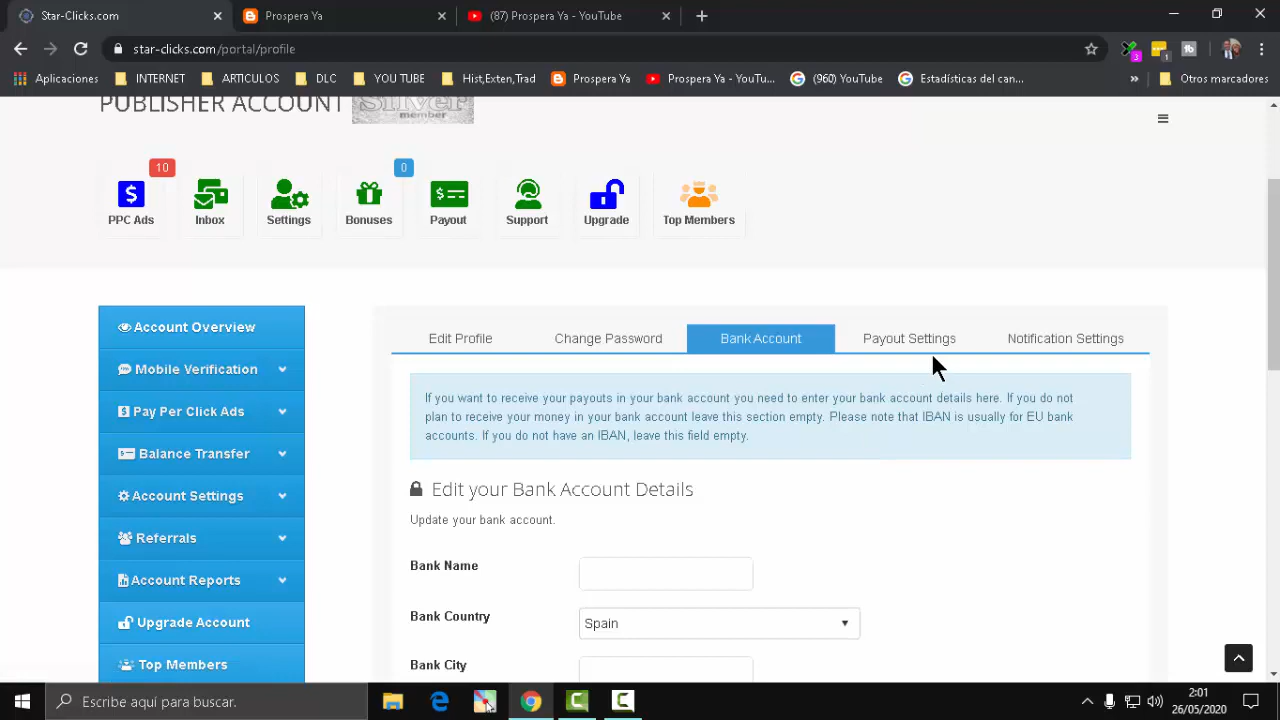 Star-Clicks.com
Prospera Ya
(87) Prospera Ya - YouTube
star-clicks.com/portal/profile
3
1
Aplicaciones
INTERNET
ARTICULOS
DLC
YOU TUBE
Hist,Exten,Trad
Prospera Ya
Prospera Ya - YouTu...
(960) YouTube
Estadísticas del can...
»
Otros marcadores
PUBLISHER ACCOUNT
Silver
member
10
0
PPC Ads
Inbox
Settings
Bonuses
Payout
Support
Upgrade
Top Members
Account Overview
Mobile Verification
Pay Per Click Ads
Balance Transfer
Account Settings
Referrals
Account Reports
Upgrade Account
Top Members
Edit Profile
Change Password
Bank Account
Payout Settings
Notification Settings
If you want to receive your payouts in your bank account you need to enter your bank account details here. If you do not
plan to receive your money in your bank account leave this section empty. Please note that IBAN is usually for EU bank
accounts. If you do not have an IBAN, leave this field empty.
Edit your Bank Account Details
Update your bank account.
Bank Name
Bank Country
Spain
Bank City
Escribe aquí para buscar.
2:01
26/05/2020